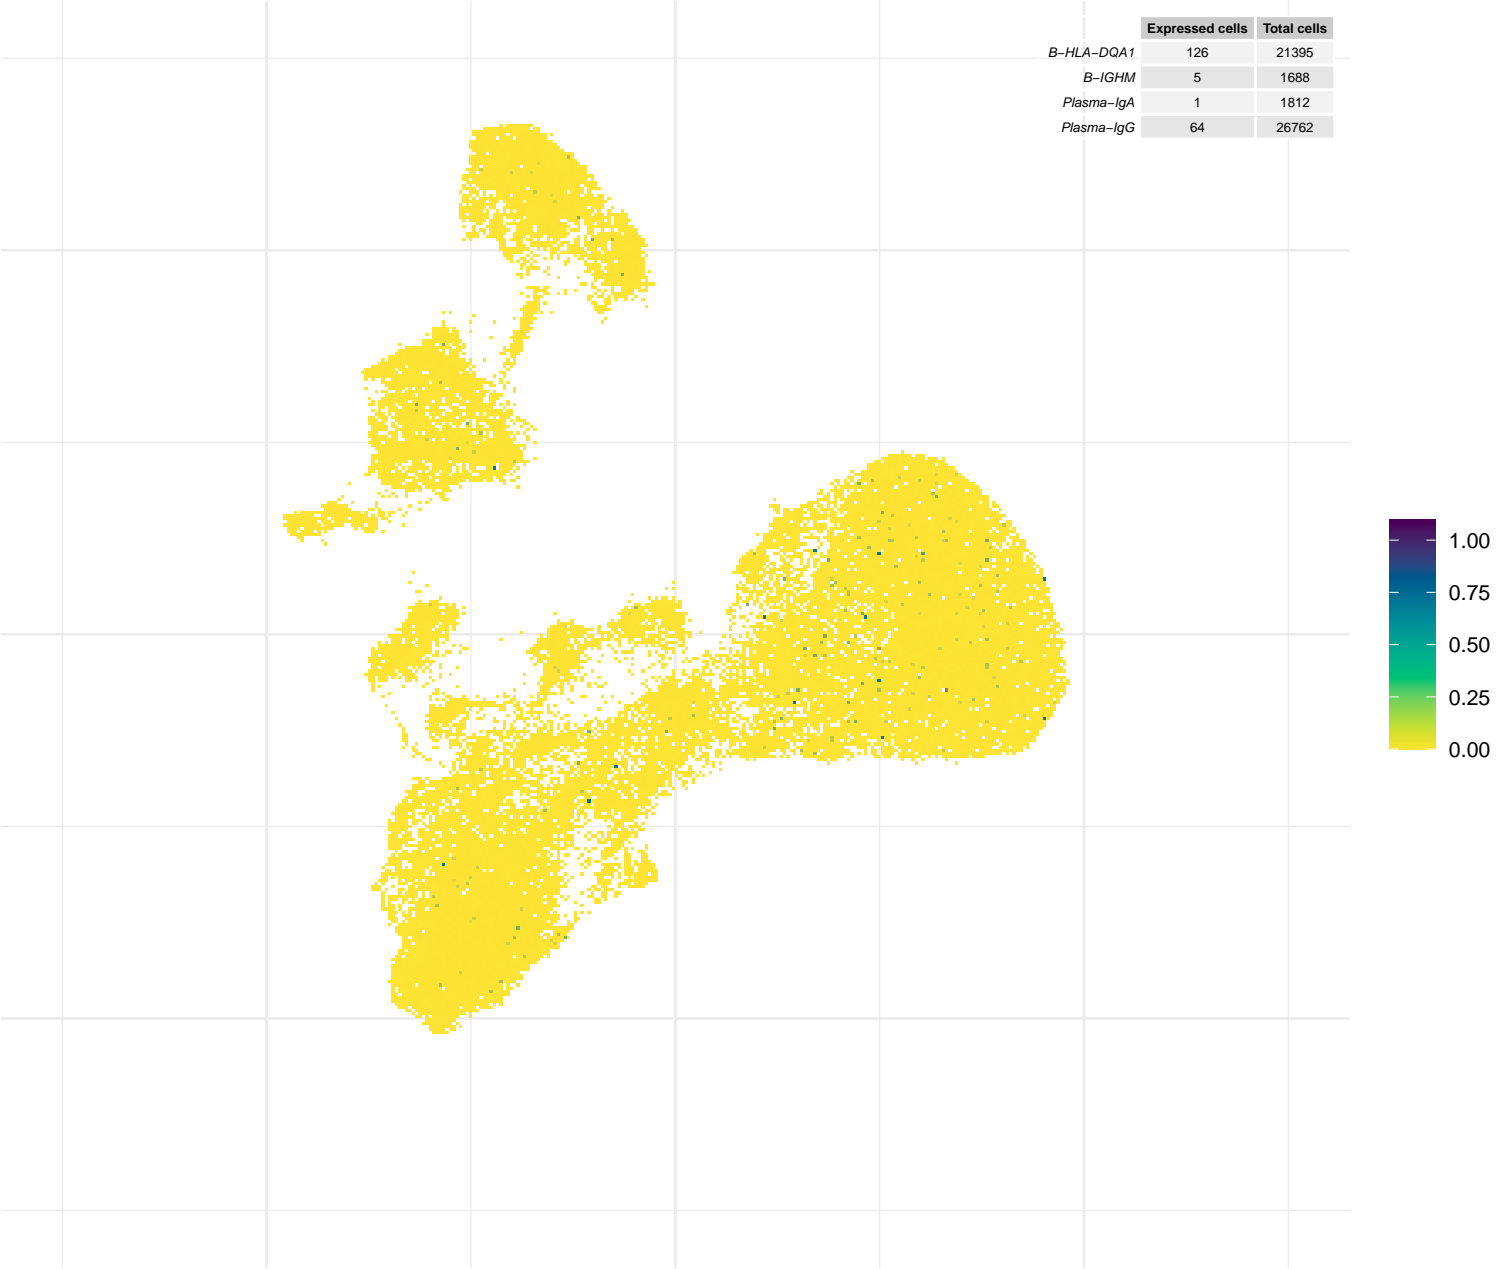 Expressed cells Total cells
B−HLA−DQA1 126 21395
B−IGHM 5 1688
Plasma−IgA 1 1812
Plasma−IgG 64 26762
1.00
0.75
0.50
0.25
0.00